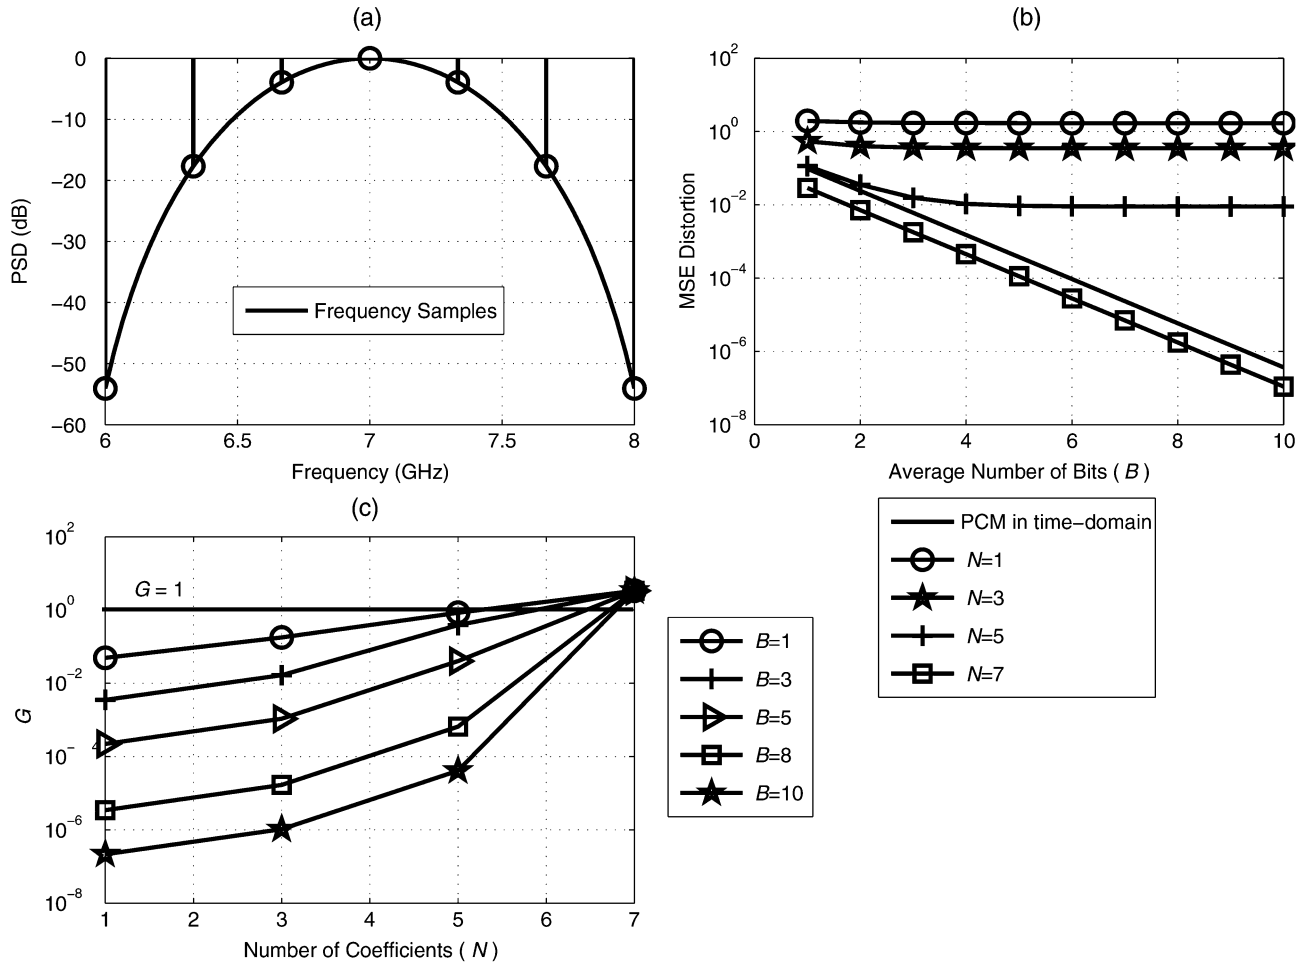 (a)
0
−10
−20
−30
−40
−50
−60
PSD (dB)
Frequency Samples
6
6.5
7
7.5
8
Frequency (GHz)
(b)
10^2
10^0
10^−2
10^−4
10^−6
10^−8
MSE Distortion
0
2
4
6
8
10
Average Number of Bits ( B )
PCM in time−domain
N=1
N=3
N=5
N=7
(c)
10^2
10^0
10^−2
10^−4
10^−6
10^−8
G
G = 1
1
2
3
4
5
6
7
Number of Coefficients ( N )
B=1
B=3
B=5
B=8
B=10